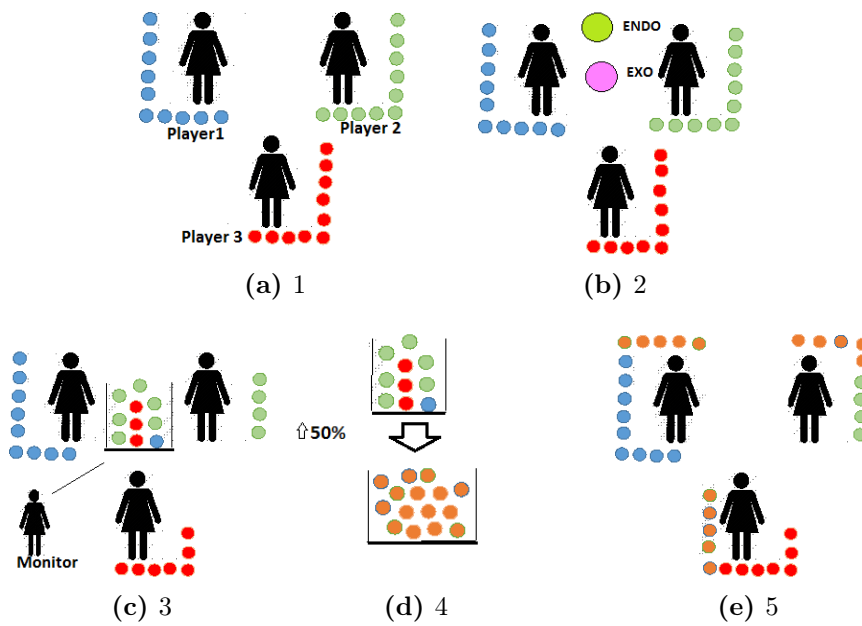 Player1
Player 2
Player 3
(a) 1
ENDO
EXO
(b) 2
Monitor
(c) 3
50%
(d) 4
(e) 5